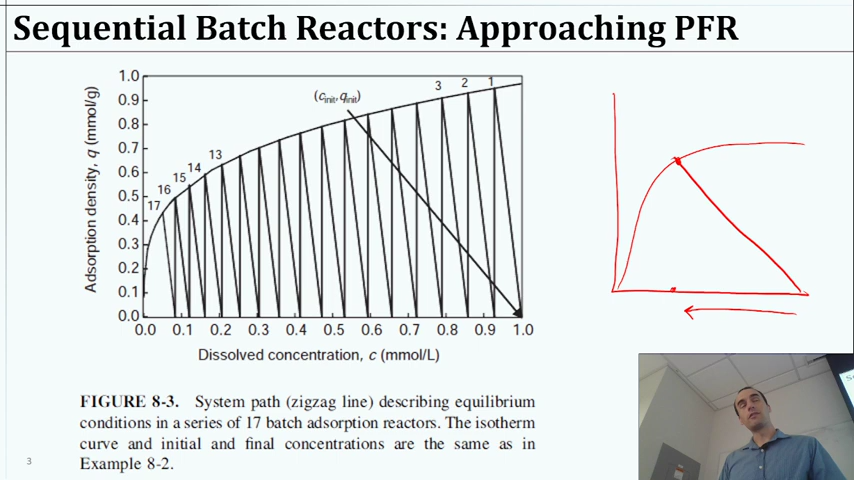 Sequential Batch Reactors: Approaching PFR
1.0
0.9
0.8
0.7
0.6
0.5
0.4
0.3
0.2
0.1
0.0
Adsorption density, q (mmol/g)
17
16
15
14
13
(cinit, qinit)
3
2
1
0.0 0.1 0.2 0.3 0.4 0.5 0.6 0.7 0.8 0.9 1.0
Dissolved concentration, c (mmol/L)
FIGURE 8-3. System path (zigzag line) describing equilibrium
conditions in a series of 17 batch adsorption reactors. The isotherm
curve and initial and final concentrations are the same as in
Example 8-2.
3